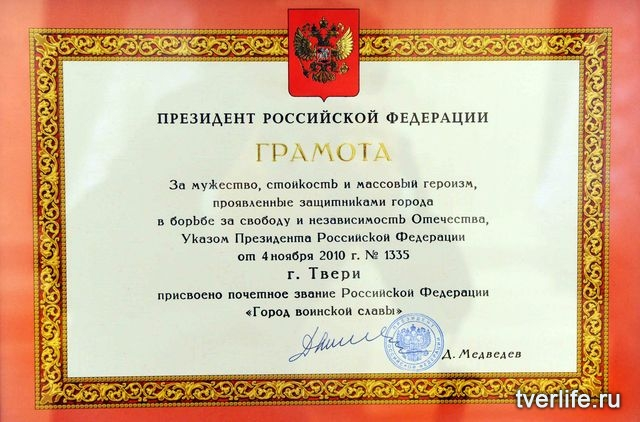 ПРЕЗИДЕНТ РОССИЙСКОЙ ФЕДЕРАЦИИ
ГРАМОТА
За мужество, стойкость и массовый героизм,
проявленные защитниками города
в борьбе за свободу и независимость Отечества,
Указом Президента Российской Федерации
от 4 ноября 2010 г. № 1335
г. Твери
присвоено почетное звание Российской Федерации
«Город воинской славы»
Д. Медведев
tverlife.ru